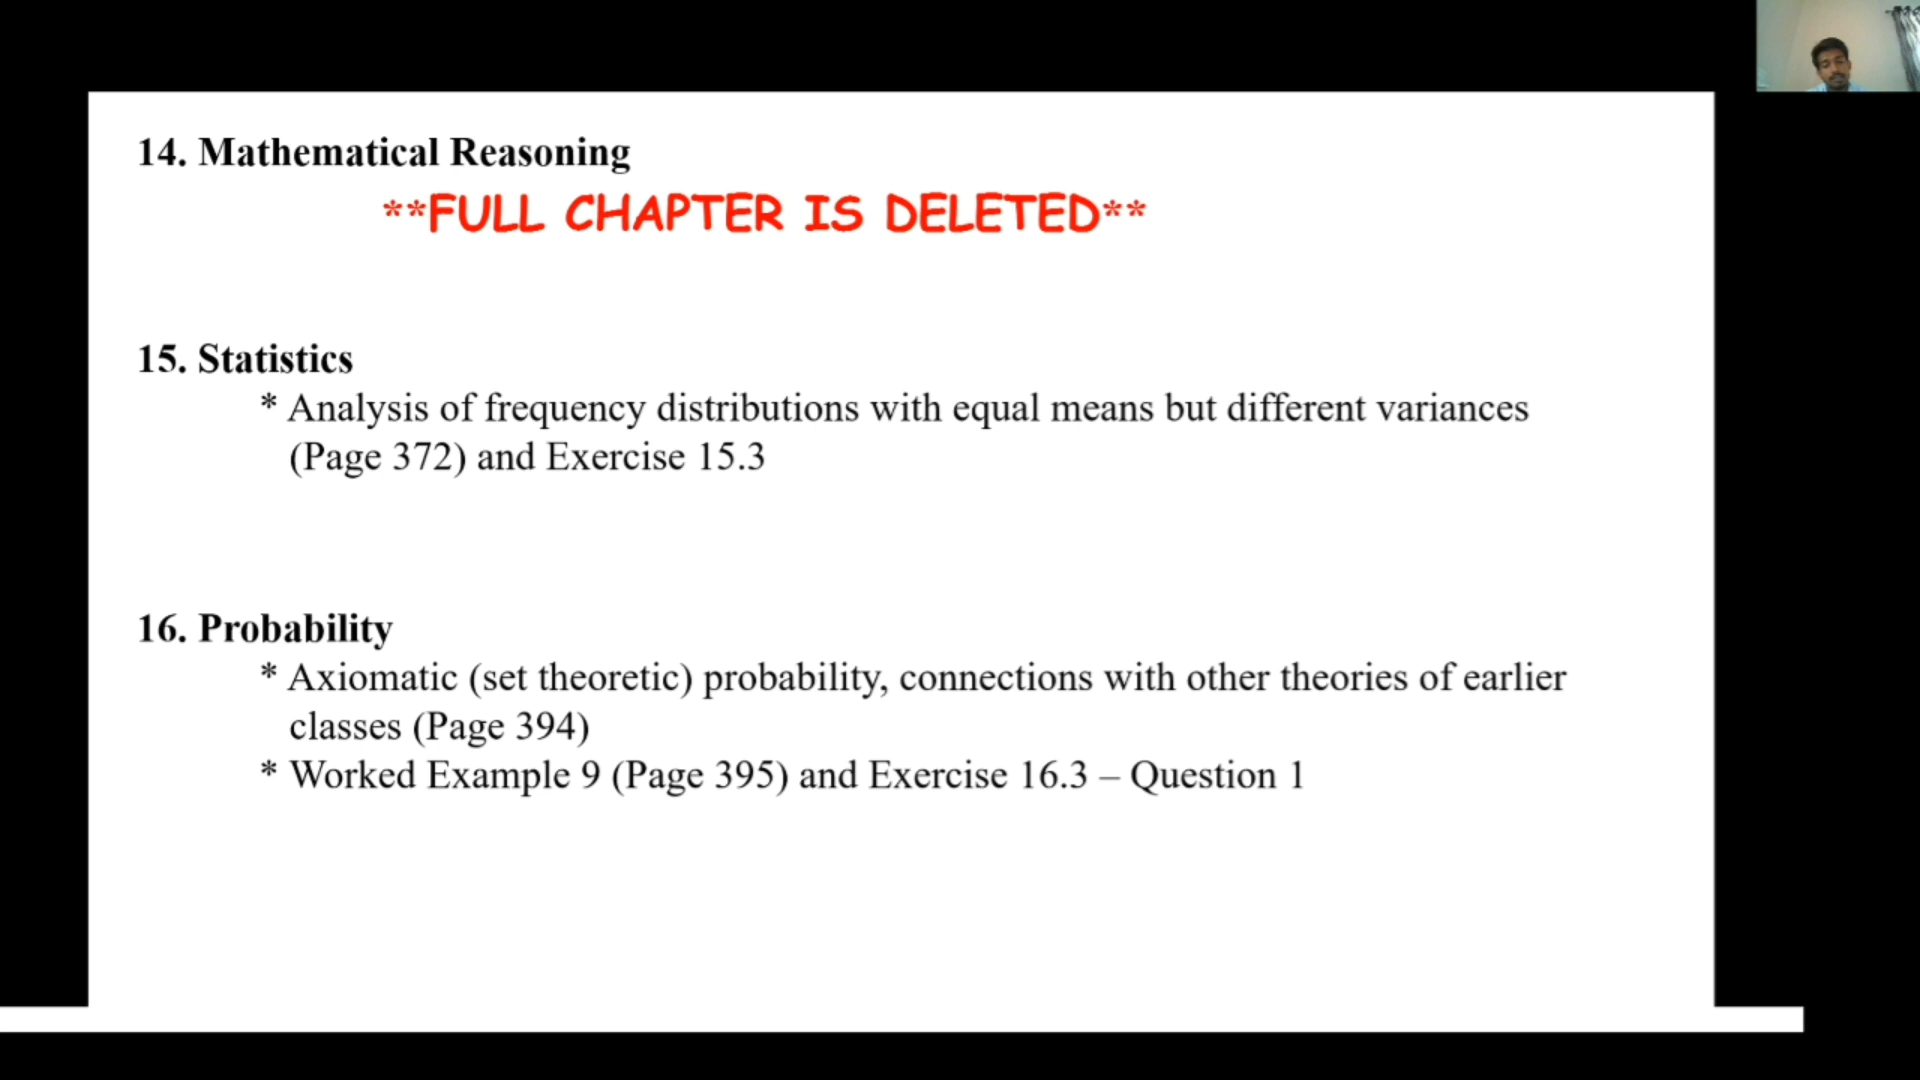 14. Mathematical Reasoning
**FULL CHAPTER IS DELETED**
15. Statistics
* Analysis of frequency distributions with equal means but different variances
(Page 372) and Exercise 15.3
16. Probability
* Axiomatic (set theoretic) probability, connections with other theories of earlier
classes (Page 394)
* Worked Example 9 (Page 395) and Exercise 16.3 – Question 1